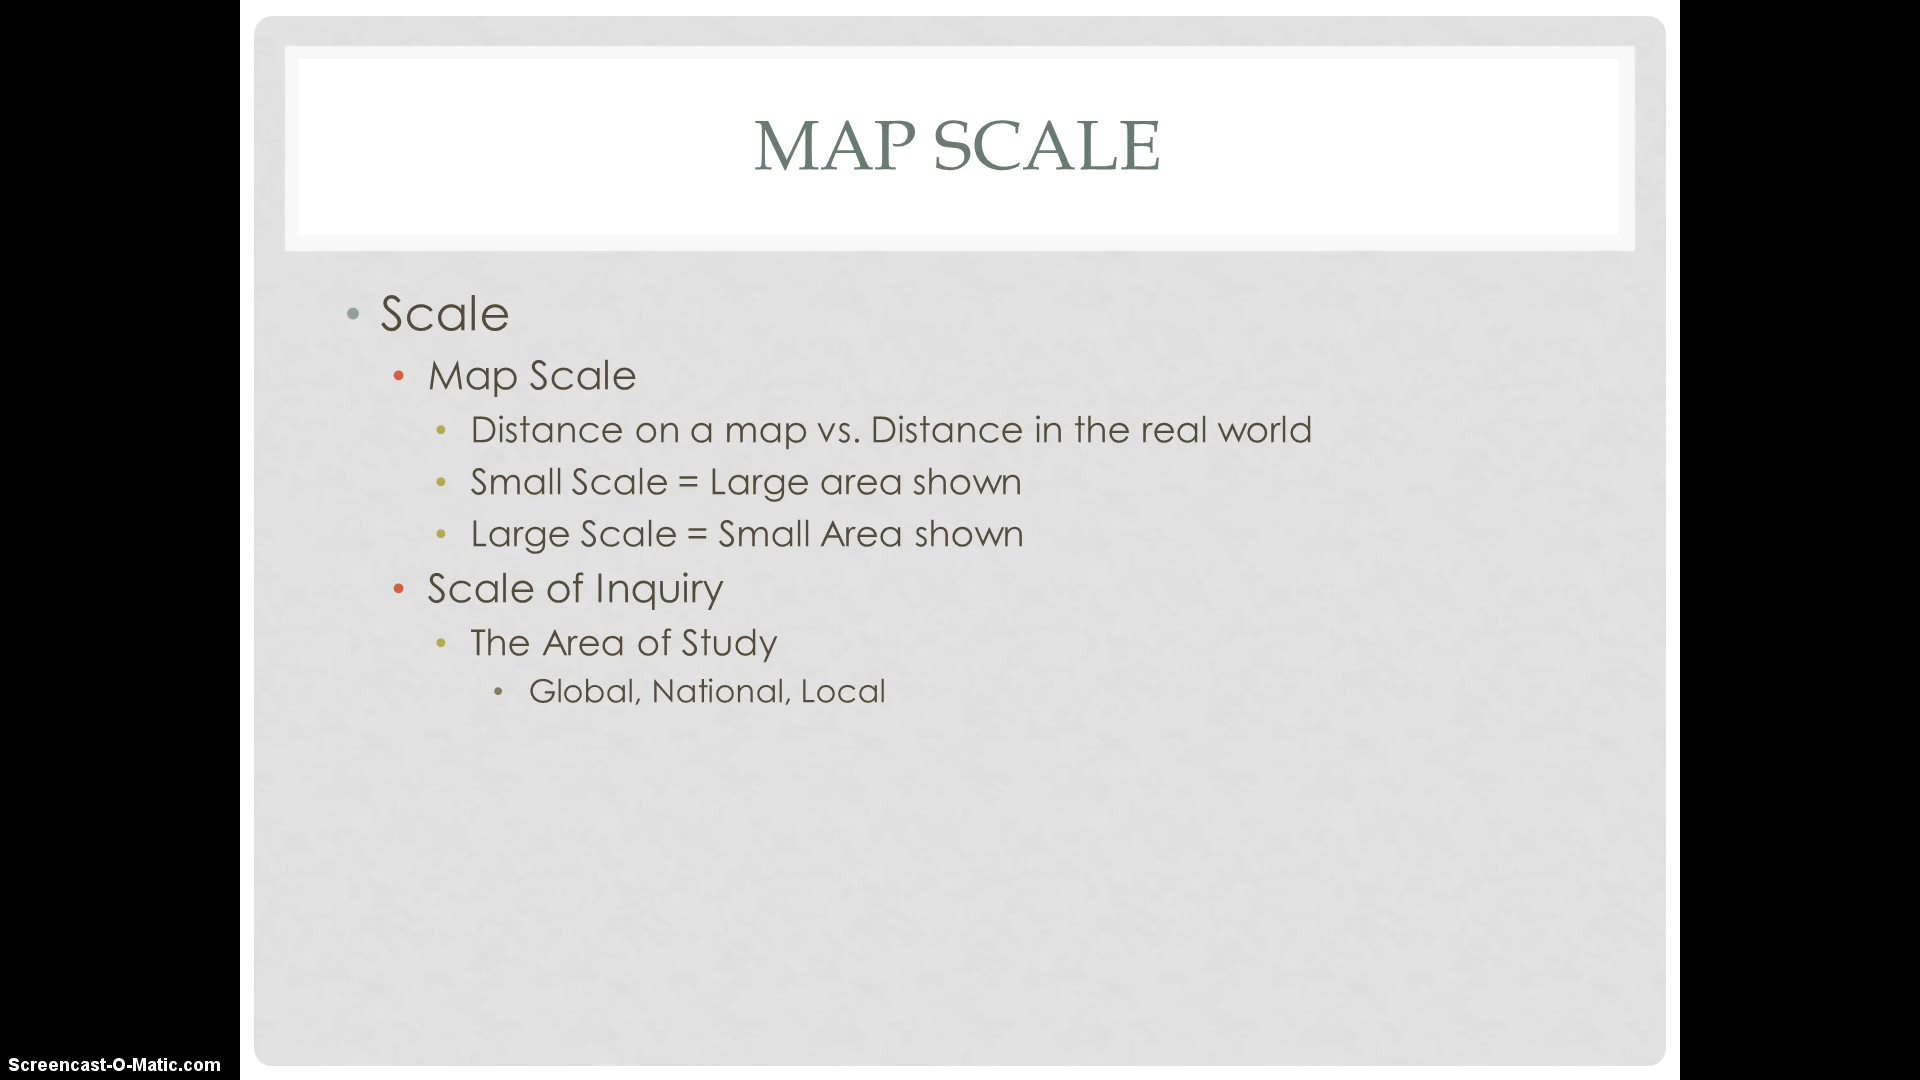 MAP SCALE
• Scale
• Map Scale
• Distance on a map vs. Distance in the real world
• Small Scale = Large area shown
• Large Scale = Small Area shown
• Scale of Inquiry
• The Area of Study
• Global, National, Local
Screencast-O-Matic.com